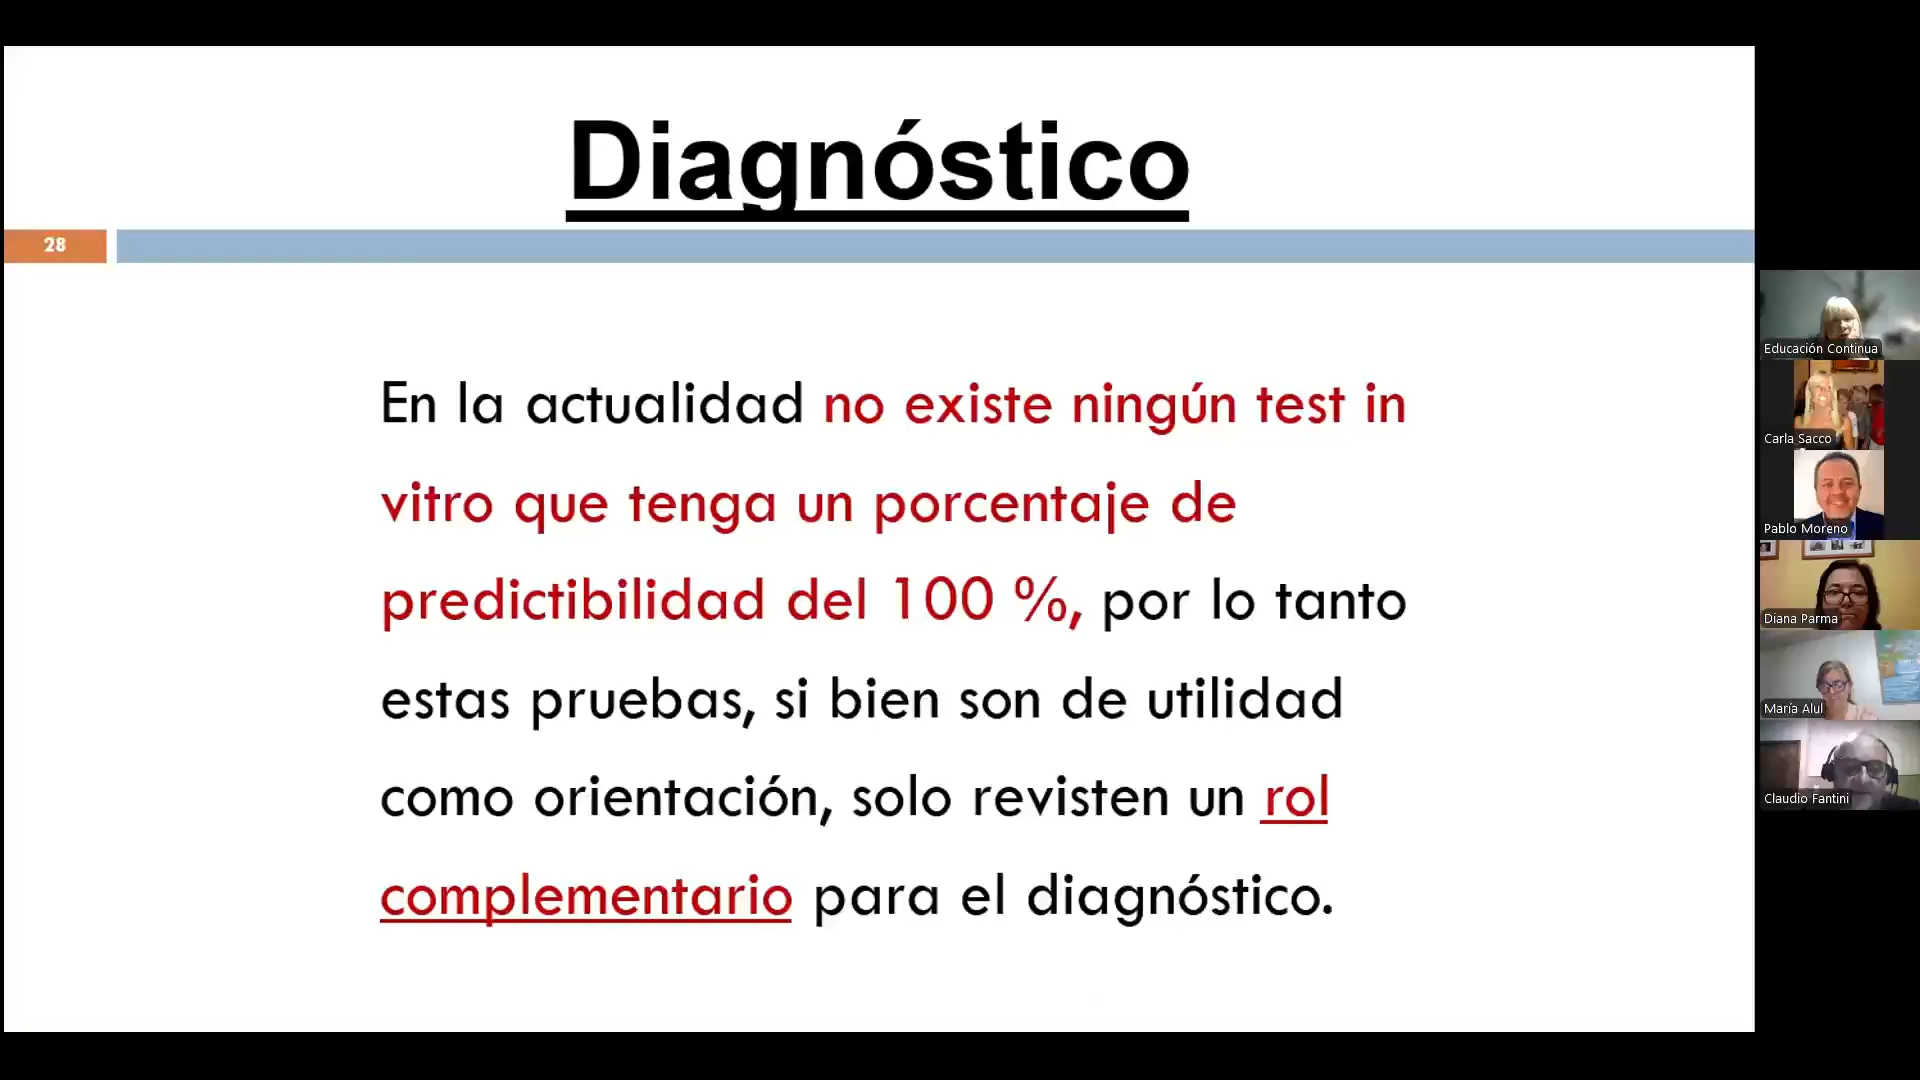 Diagnóstico
28
En la actualidad no existe ningún test in
vitro que tenga un porcentaje de
predictibilidad del 100 %, por lo tanto
estas pruebas, si bien son de utilidad
como orientación, solo revisten un rol
complementario para el diagnóstico.
Educación Continua
Carla Sacco
Pablo Moreno
Diana Parma
María Alul
Claudio Fantini